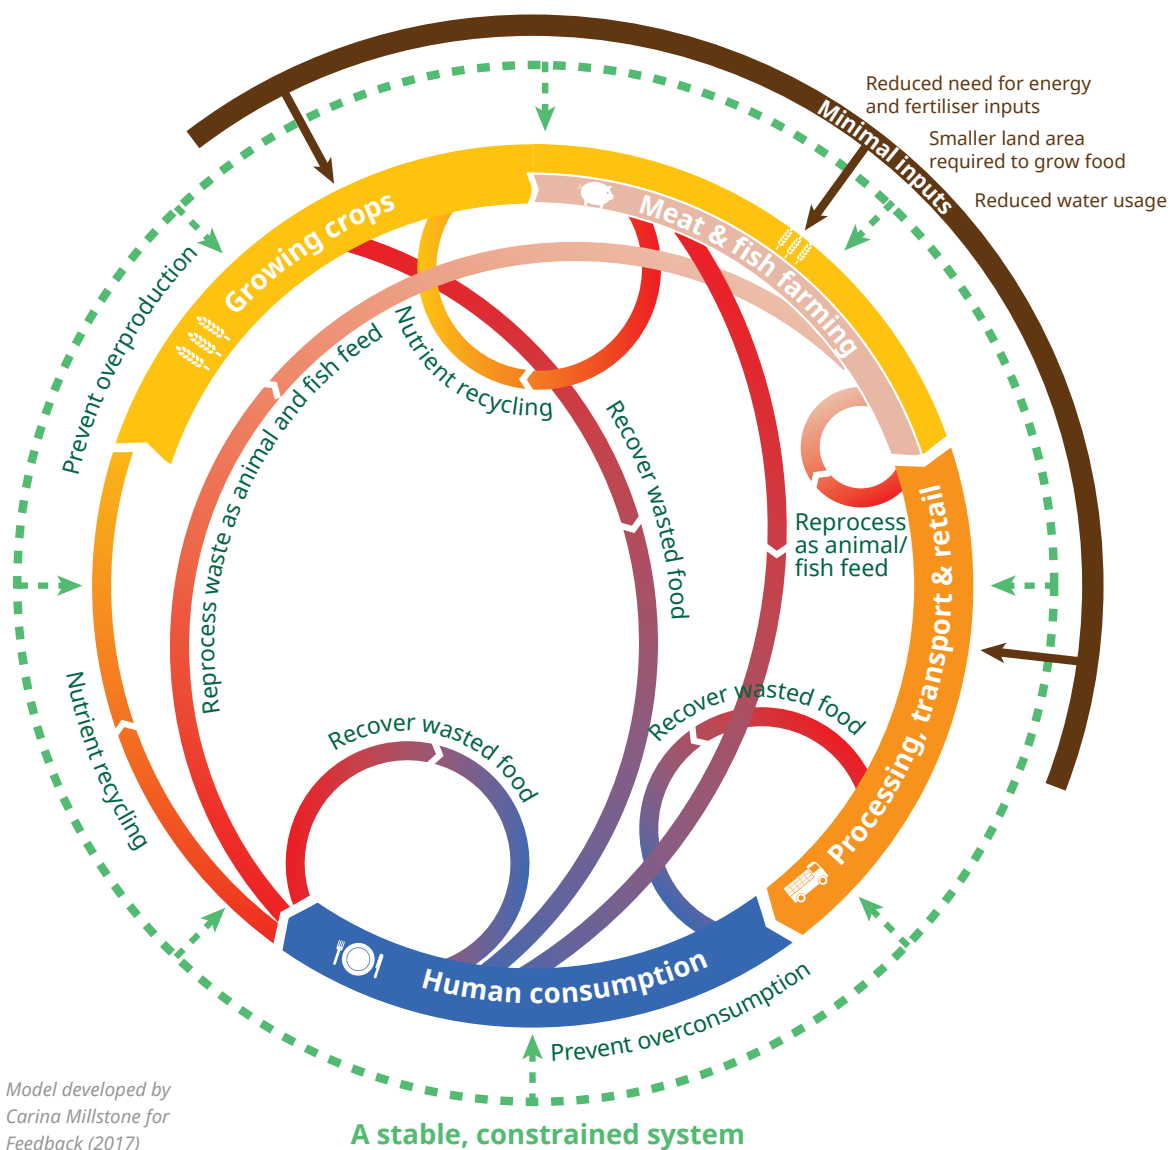 Minimal inputs
Reduced need for energy
and fertiliser inputs
Smaller land area
required to grow food
Reduced water usage
Growing crops
Meat & fish farming
Prevent overproduction
Nutrient recycling
Reprocess waste as animal and fish feed
Recover wasted food
Reprocess
as animal/
fish feed
Processing, transport & retail
Nutrient recycling
Recover wasted food
Recover wasted food
Human consumption
Prevent overconsumption
Model developed by
Carina Millstone for
Feedback (2017)
A stable, constrained system